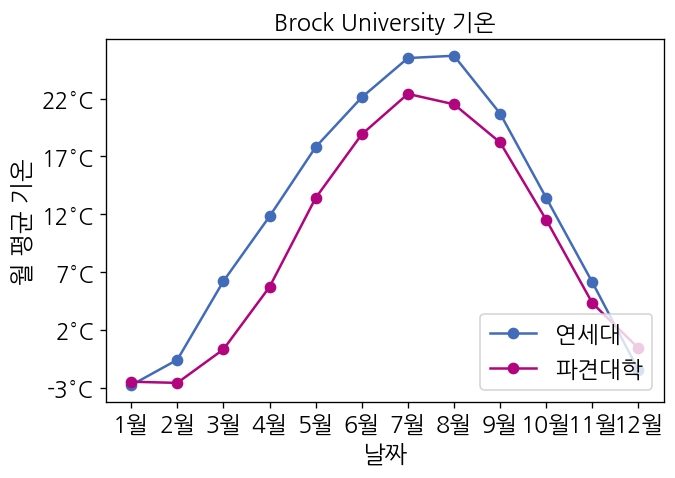 Brock University 기온
월 평균 기온
22°C
17°C
12°C
7°C
2°C
-3°C
연세대
파견대학
1월 2월 3월 4월 5월 6월 7월 8월 9월 10월 11월 12월
날짜